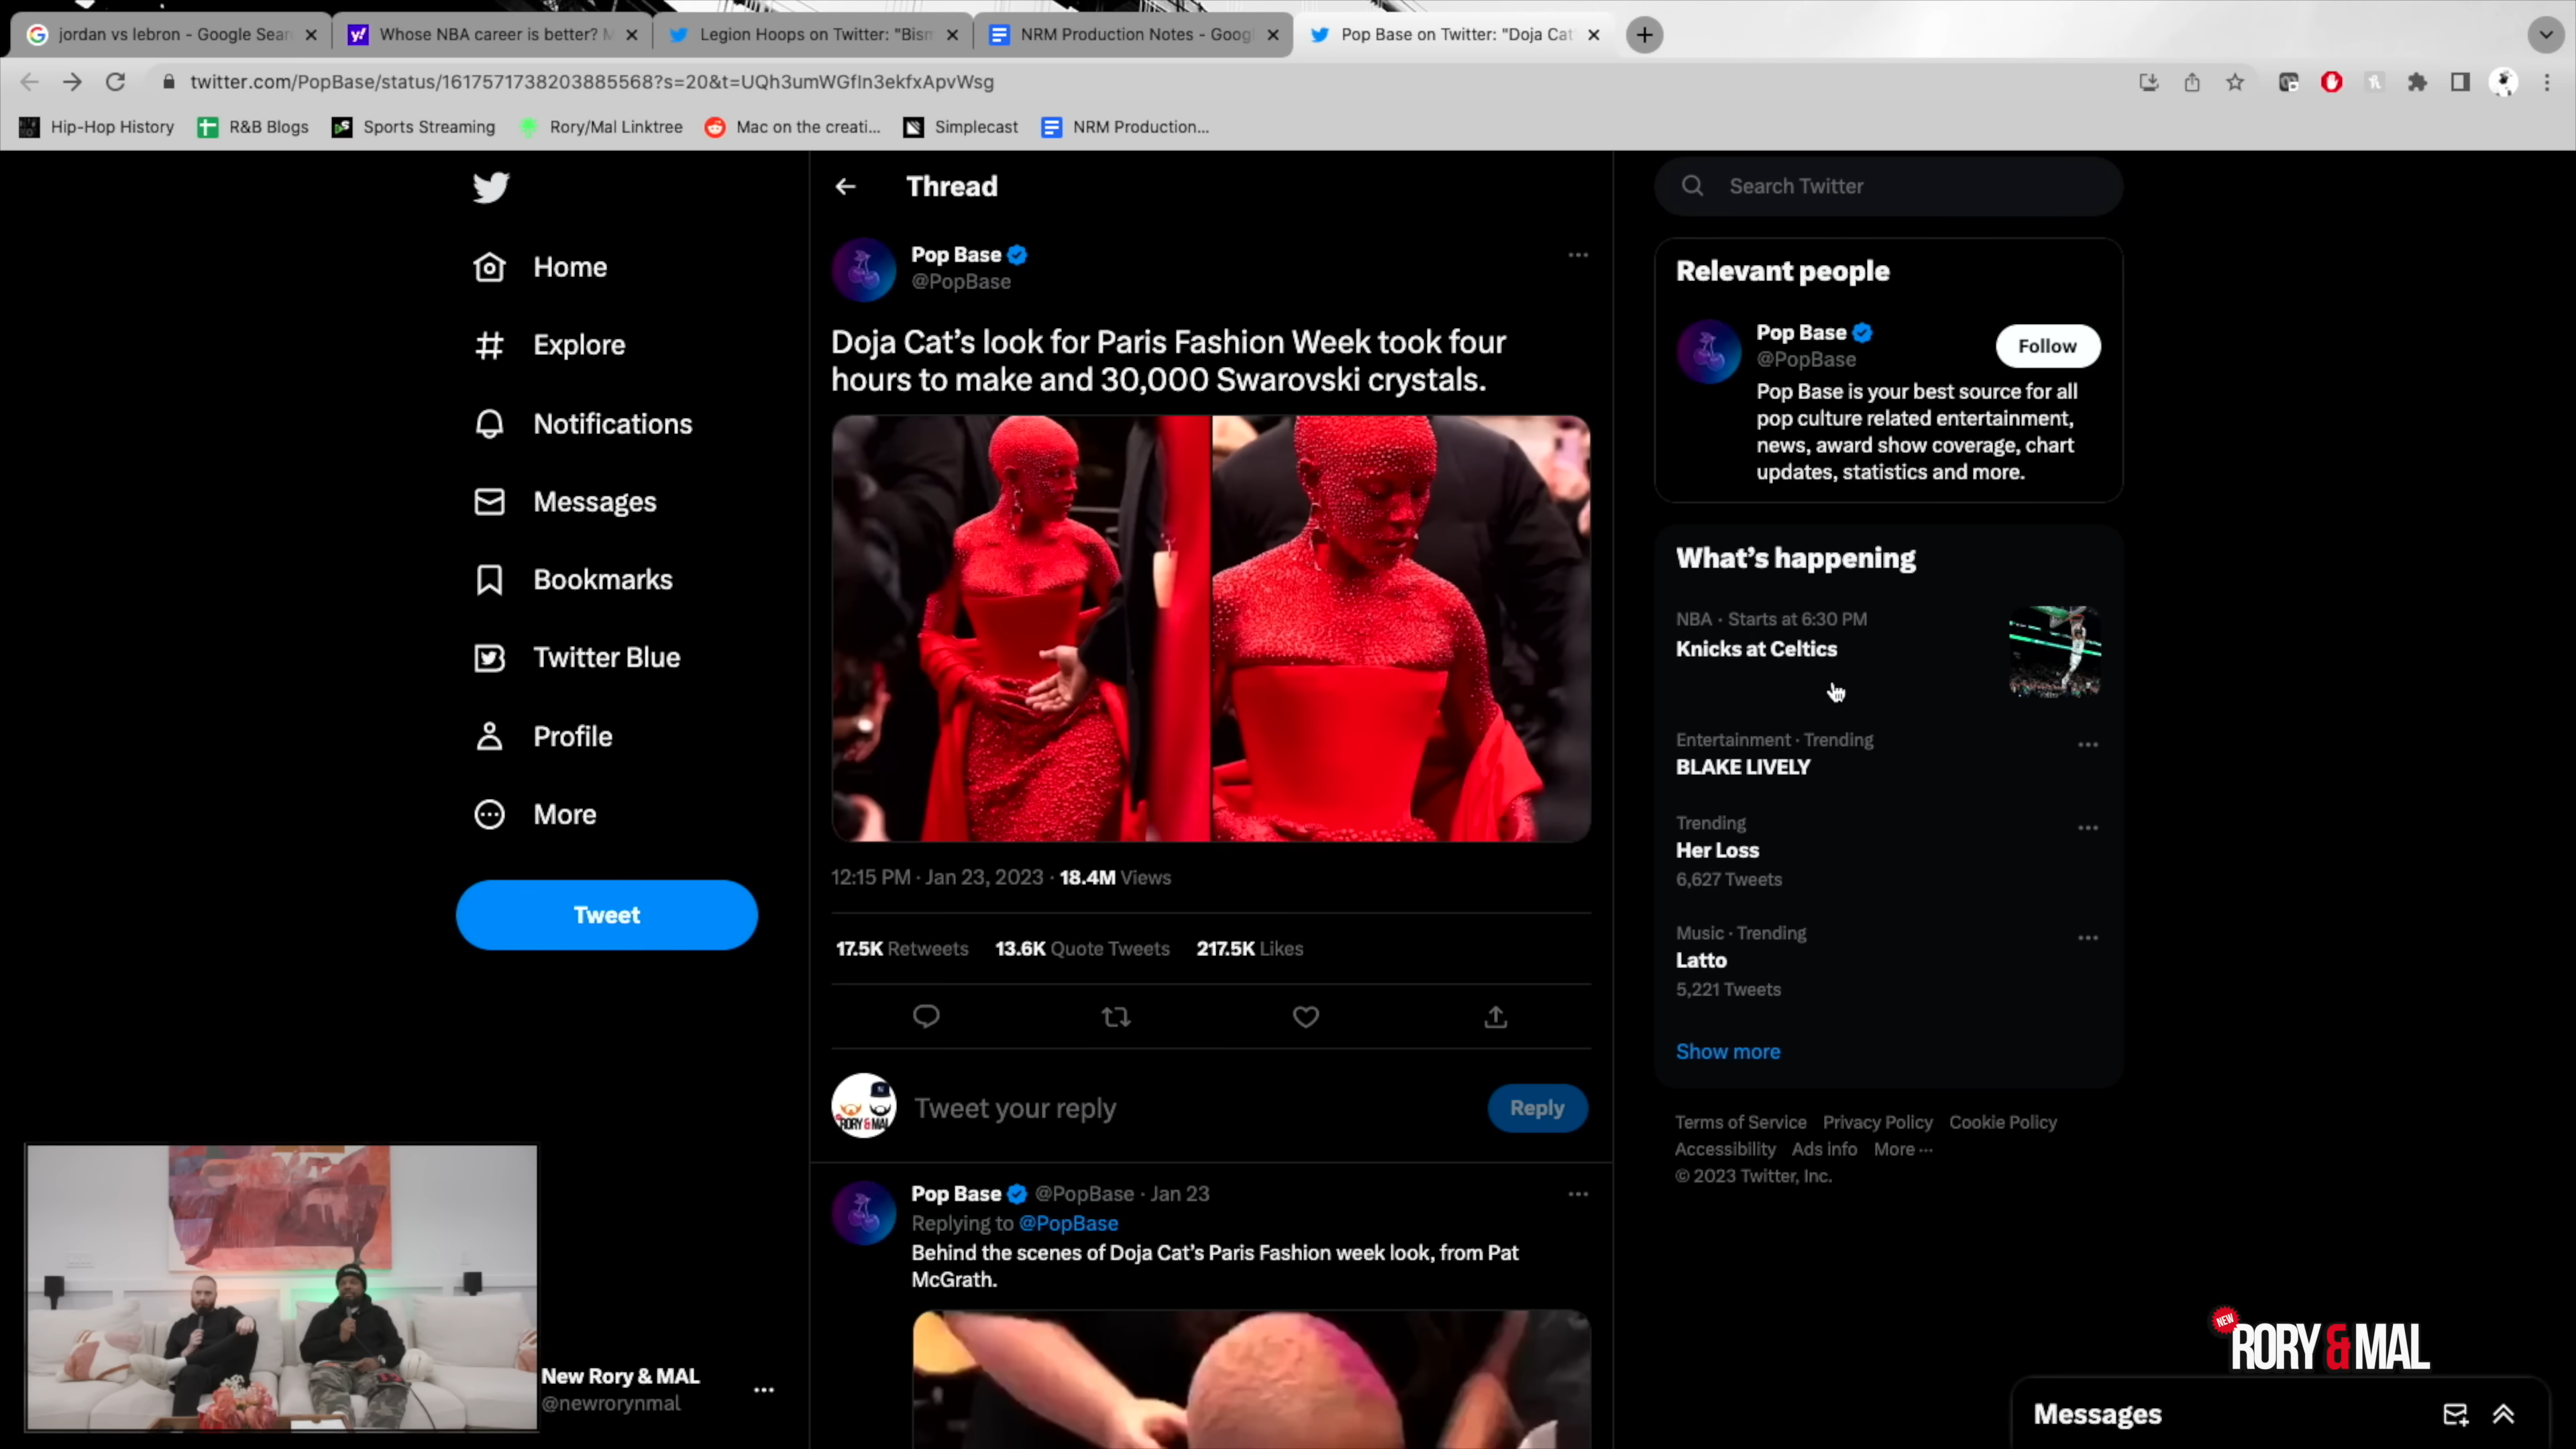 jordan vs lebron - Google Sear
Whose NBA career is better? M
Legion Hoops on Twitter: "Bism
NRM Production Notes - Googl
Pop Base on Twitter: "Doja Cat
twitter.com/PopBase/status/1617571738203885568?s=20&t=UQh3umWGfIn3ekfxApvWsg
Hip-Hop History
R&B Blogs
Sports Streaming
Rory/Mal Linktree
Mac on the creati...
Simplecast
NRM Production...
Home
Explore
Notifications
Messages
Bookmarks
Twitter Blue
Profile
More
Tweet
Thread
Pop Base
@PopBase
Doja Cat's look for Paris Fashion Week took four
hours to make and 30,000 Swarovski crystals.
12:15 PM · Jan 23, 2023 · 18.4M Views
17.5K Retweets 13.6K Quote Tweets 217.5K Likes
RORY & MAL
Tweet your reply
Reply
Pop Base @PopBase · Jan 23
Replying to @PopBase
Behind the scenes of Doja Cat's Paris Fashion week look, from Pat
McGrath.
Search Twitter
Relevant people
Pop Base
@PopBase
Follow
Pop Base is your best source for all
pop culture related entertainment,
news, award show coverage, chart
updates, statistics and more.
What's happening
NBA · Starts at 6:30 PM
Knicks at Celtics
Entertainment · Trending
BLAKE LIVELY
Trending
Her Loss
6,627 Tweets
Music · Trending
Latto
5,221 Tweets
Show more
Terms of Service Privacy Policy Cookie Policy
Accessibility Ads info More ···
© 2023 Twitter, Inc.
New Rory & MAL
@newrorynmal
NEW
RORY & MAL
Messages